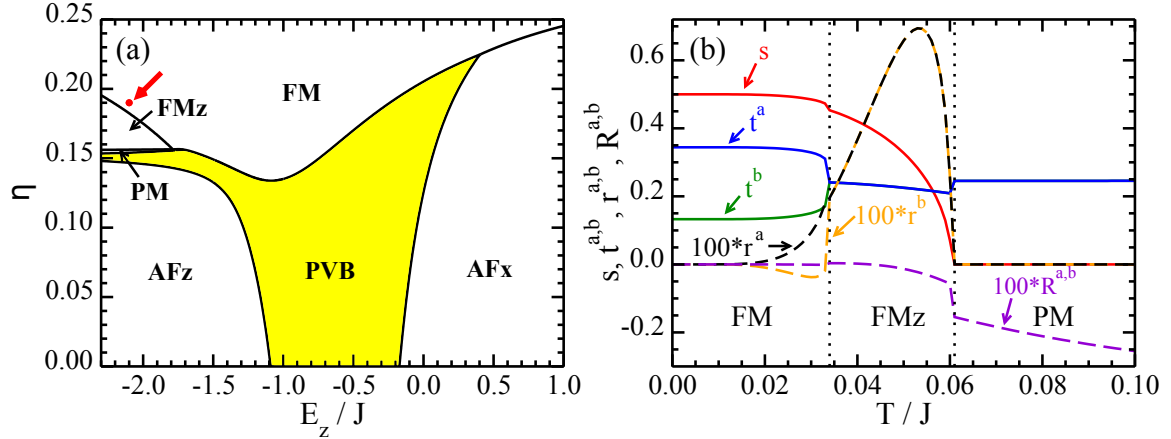 (a)
0.25
0.20
0.15
0.10
0.05
0.00
η
FM
FMz
PM
AFz
PVB
AFx
-2.0 -1.5 -1.0 -0.5 0.0 0.5 1.0
E_z / J
(b)
0.6
0.4
0.2
0.0
-0.2
s, t^{a,b}, r^{a,b}, R^{a,b}
s
t^a
t^b
100*r^b
100*r^a
100*R^{a,b}
FM FMz PM
0.00 0.02 0.04 0.06 0.08 0.10
T / J